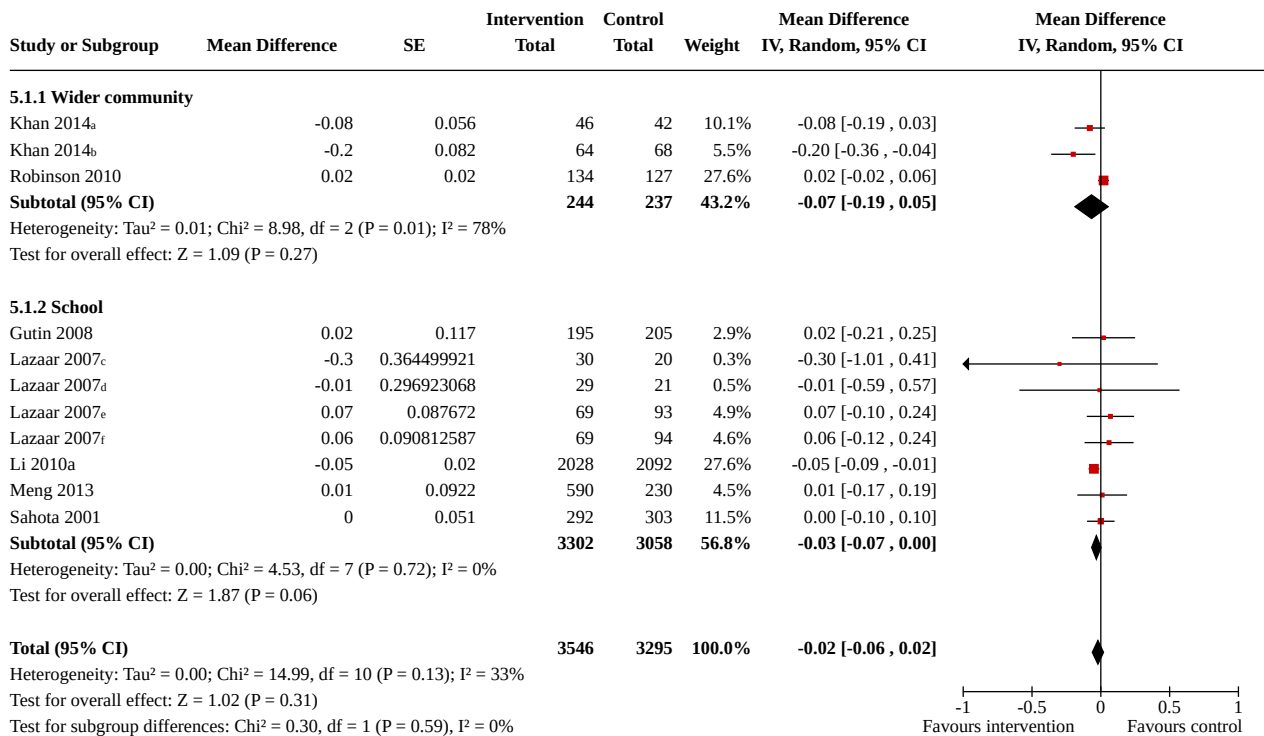 Intervention Control Mean Difference Mean Difference
Study or Subgroup Mean Difference SE Total Total Weight IV, Random, 95% CI IV, Random, 95% CI
5.1.1 Wider community
Khan 2014a -0.08 0.056 46 42 10.1% -0.08 [-0.19 , 0.03]
Khan 2014b -0.2 0.082 64 68 5.5% -0.20 [-0.36 , -0.04]
Robinson 2010 0.02 0.02 134 127 27.6% 0.02 [-0.02 , 0.06]
Subtotal (95% CI) 244 237 43.2% -0.07 [-0.19 , 0.05]
Heterogeneity: Tau² = 0.01; Chi² = 8.98, df = 2 (P = 0.01); I² = 78%
Test for overall effect: Z = 1.09 (P = 0.27)
5.1.2 School
Gutin 2008 0.02 0.117 195 205 2.9% 0.02 [-0.21 , 0.25]
Lazaar 2007c -0.3 0.364499921 30 20 0.3% -0.30 [-1.01 , 0.41]
Lazaar 2007d -0.01 0.296923068 29 21 0.5% -0.01 [-0.59 , 0.57]
Lazaar 2007e 0.07 0.087672 69 93 4.9% 0.07 [-0.10 , 0.24]
Lazaar 2007f 0.06 0.090812587 69 94 4.6% 0.06 [-0.12 , 0.24]
Li 2010a -0.05 0.02 2028 2092 27.6% -0.05 [-0.09 , -0.01]
Meng 2013 0.01 0.0922 590 230 4.5% 0.01 [-0.17 , 0.19]
Sahota 2001 0 0.051 292 303 11.5% 0.00 [-0.10 , 0.10]
Subtotal (95% CI) 3302 3058 56.8% -0.03 [-0.07 , 0.00]
Heterogeneity: Tau² = 0.00; Chi² = 4.53, df = 7 (P = 0.72); I² = 0%
Test for overall effect: Z = 1.87 (P = 0.06)
Total (95% CI) 3546 3295 100.0% -0.02 [-0.06 , 0.02]
Heterogeneity: Tau² = 0.00; Chi² = 14.99, df = 10 (P = 0.13); I² = 33%
Test for overall effect: Z = 1.02 (P = 0.31)
Test for subgroup differences: Chi² = 0.30, df = 1 (P = 0.59), I² = 0%
-1 -0.5 0 0.5 1
Favours intervention Favours control